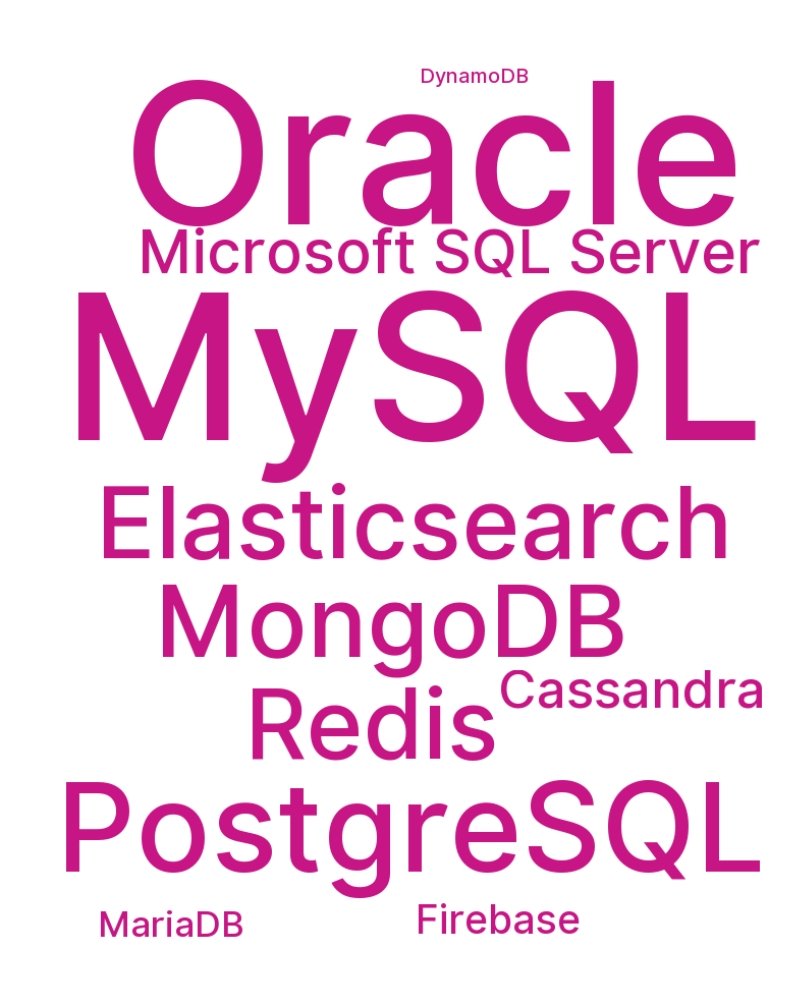 DynamoDB
Oracle
Microsoft SQL Server
MySQL
Elasticsearch
MongoDB
Cassandra
Redis
PostgreSQL
MariaDB
Firebase